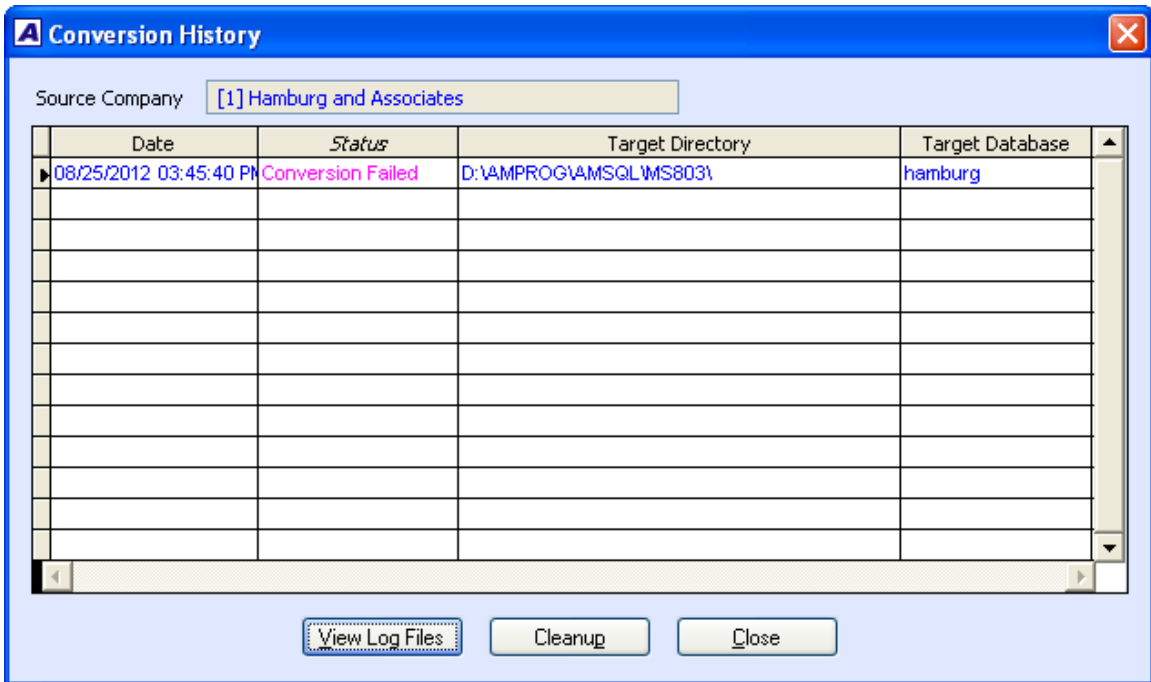 A Conversion History
Source Company [1] Hamburg and Associates
Date Status Target Directory Target Database
08/25/2012 03:45:40 PM Conversion Failed D:\AMPROG\AMSQL\MS803\ hamburg
View Log Files Cleanup Close